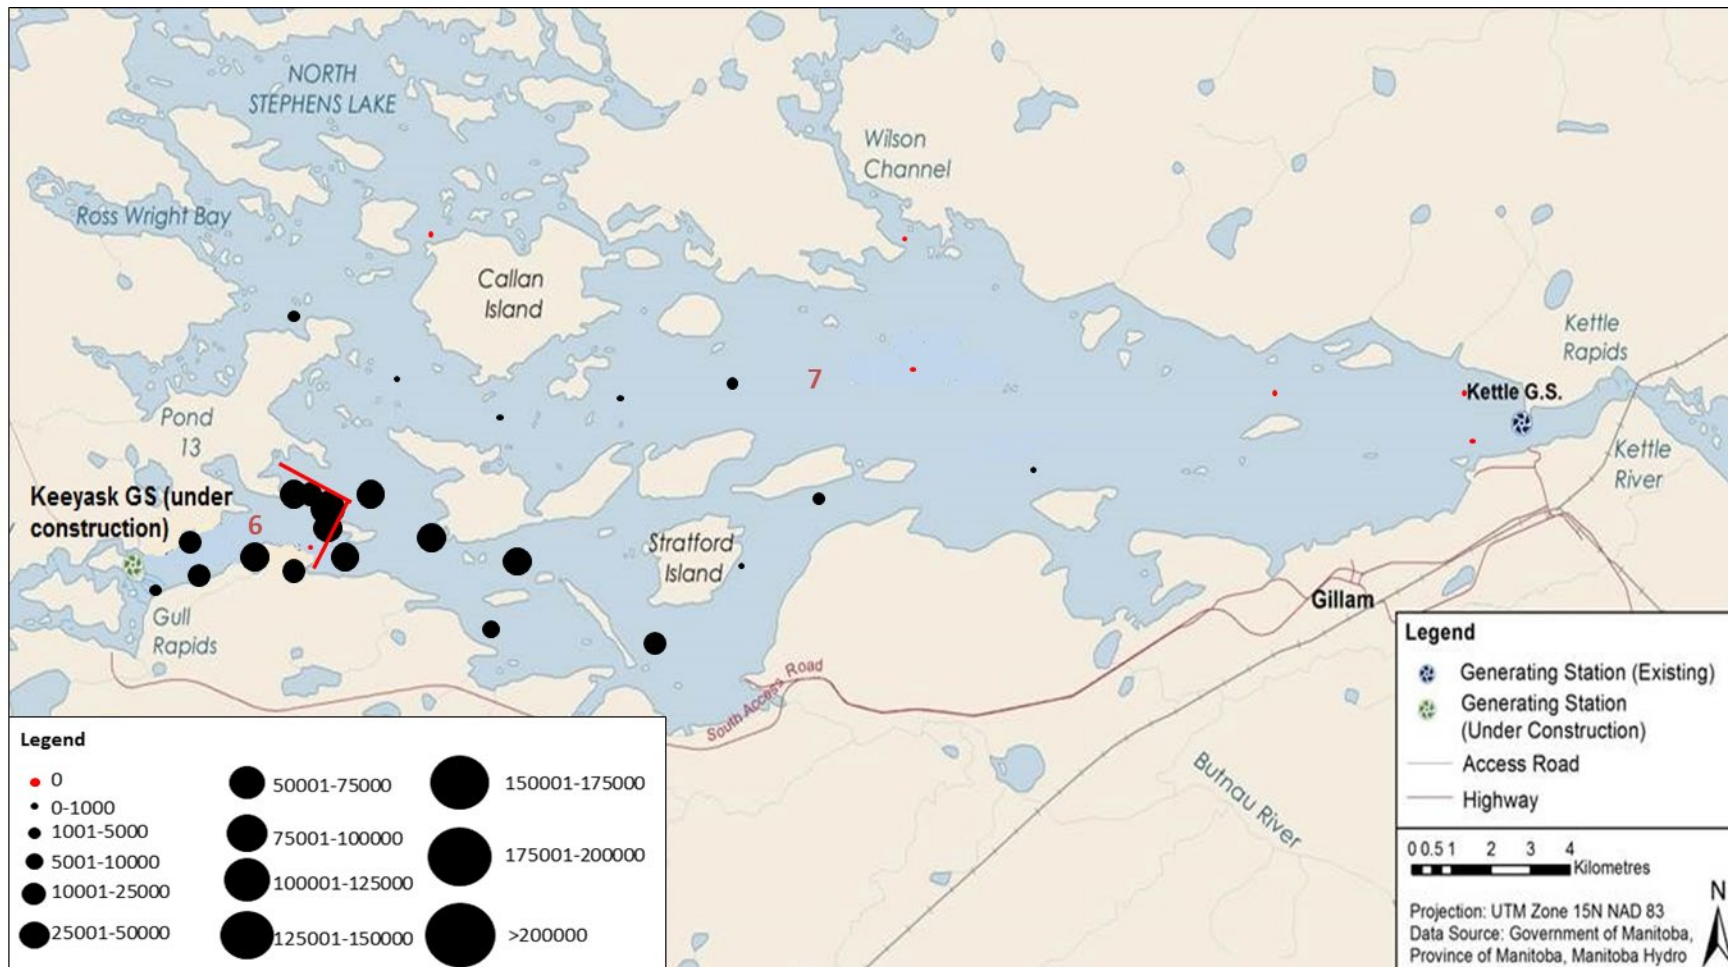 NORTH
STEPHENS LAKE
Wilson
Channel
Ross Wright Bay
Callan
Island
Kettle
Rapids
7
Kettle G.S.
Pond
13
Kettle
River
Keeyask GS (under
construction)
6
Stratford
Island
Gillam
Gull
Rapids
South Access Road
Butnau River
Legend
0
0-1000
1001-5000
5001-10000
10001-25000
25001-50000
50001-75000
75001-100000
100001-125000
125001-150000
150001-175000
175001-200000
>200000
Legend
Generating Station (Existing)
Generating Station
(Under Construction)
Access Road
Highway
0 0.5 1 2 3 4
Kilometres
N
Projection: UTM Zone 15N NAD 83
Data Source: Government of Manitoba,
Province of Manitoba, Manitoba Hydro